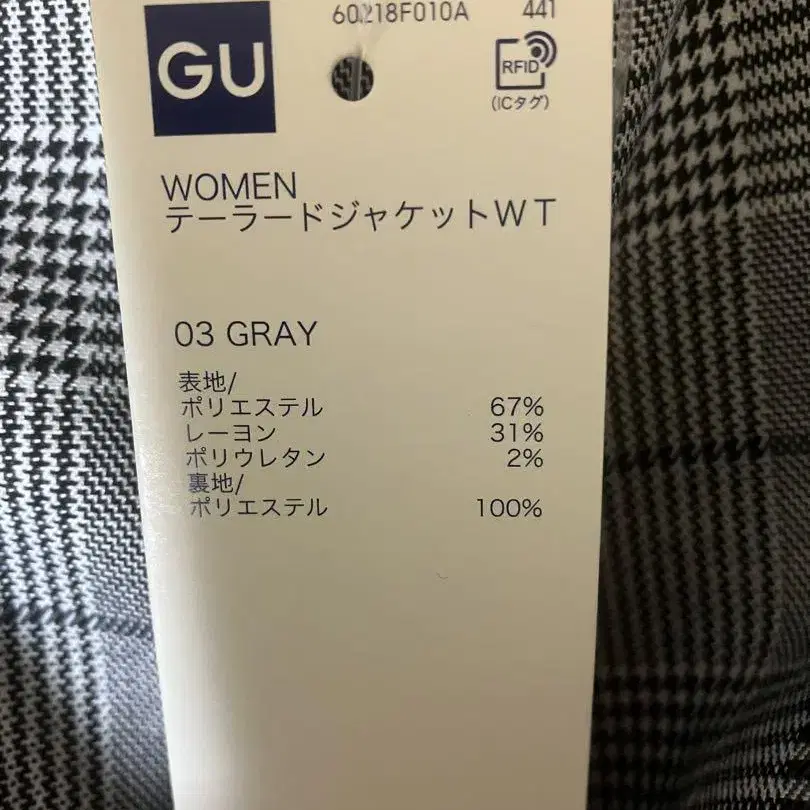 60218F010A 441
GU
RFID
(ICタグ)
WOMEN
テーラードジャケットWT
03 GRAY
表地/
ポリエステル 67%
レーヨン 31%
ポリウレタン 2%
裏地/
ポリエステル 100%